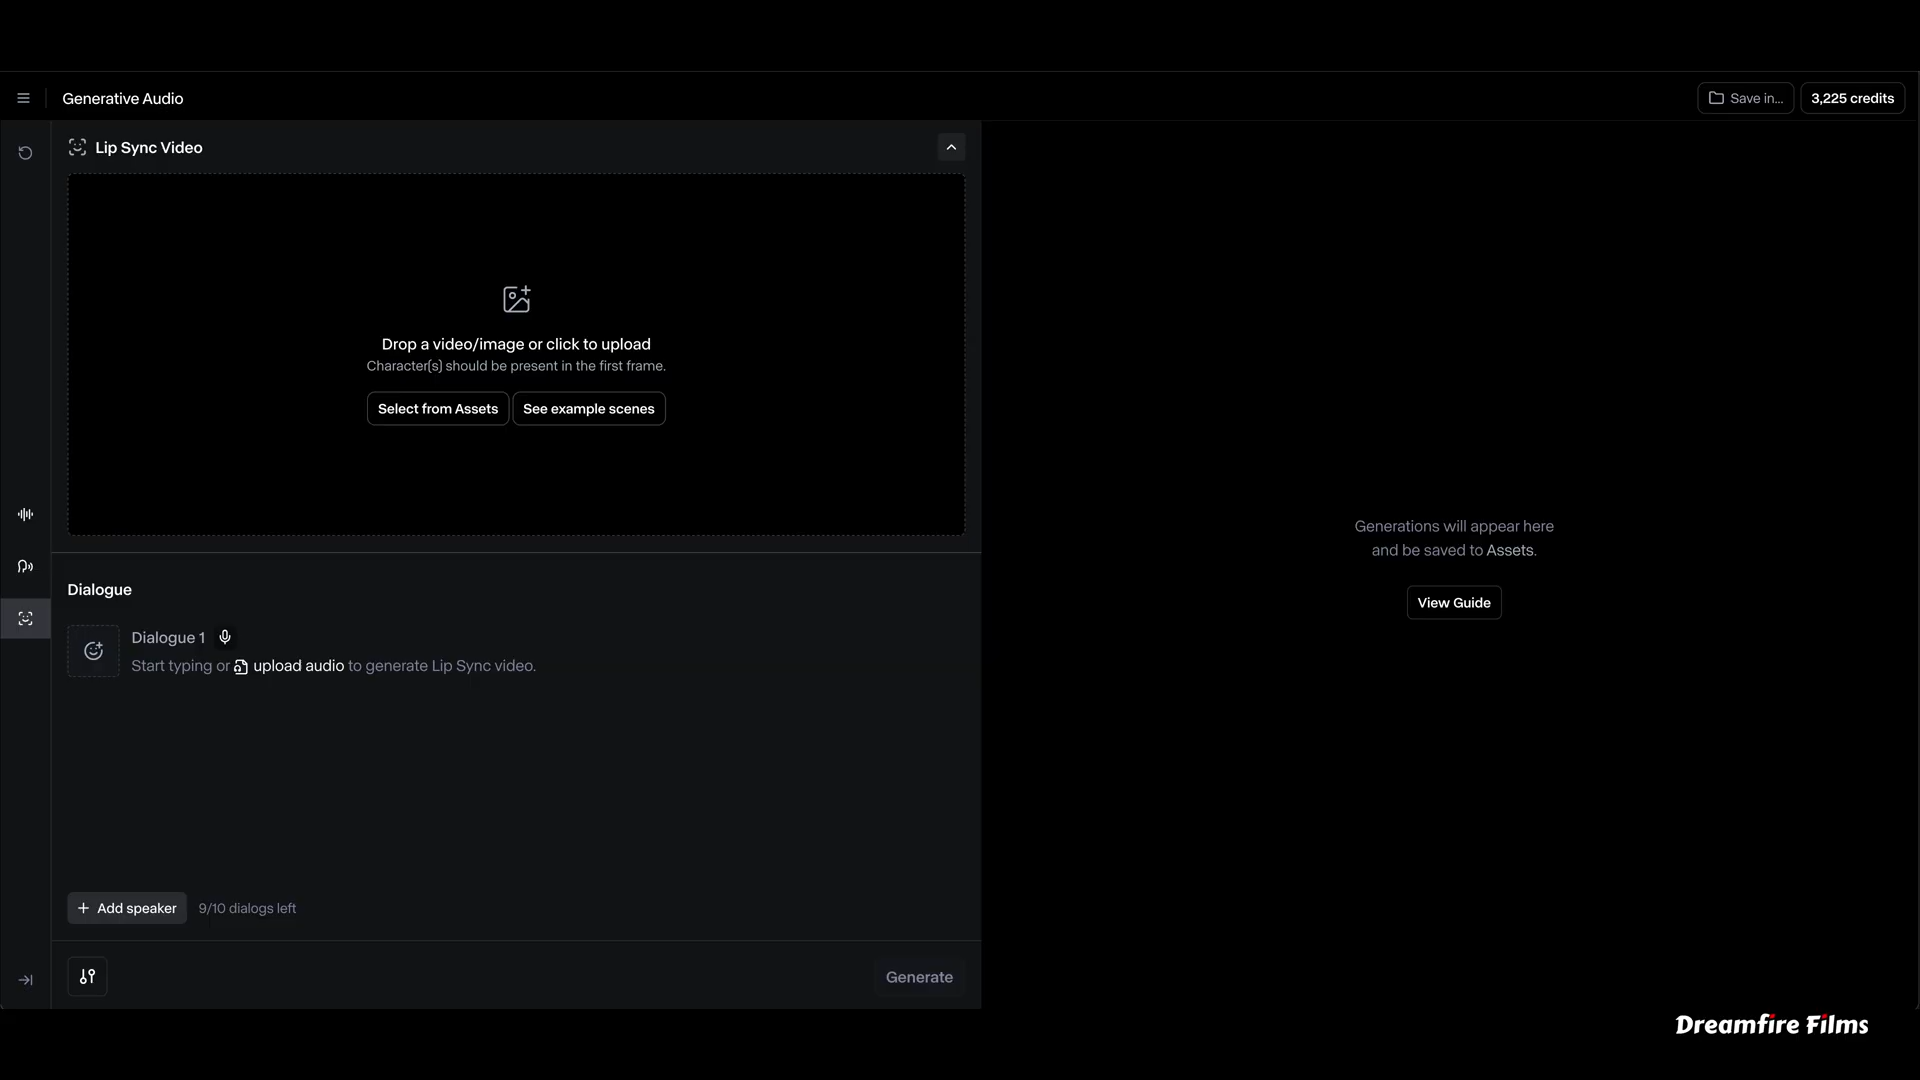 Generative Audio
Save in...
3,225 credits
Lip Sync Video
Drop a video/image or click to upload
Character(s) should be present in the first frame.
Select from Assets
See example scenes
Generations will appear here
and be saved to Assets.
View Guide
Dialogue
Dialogue 1
Start typing or upload audio to generate Lip Sync video.
Add speaker
9/10 dialogs left
Generate
Dreamfire Films